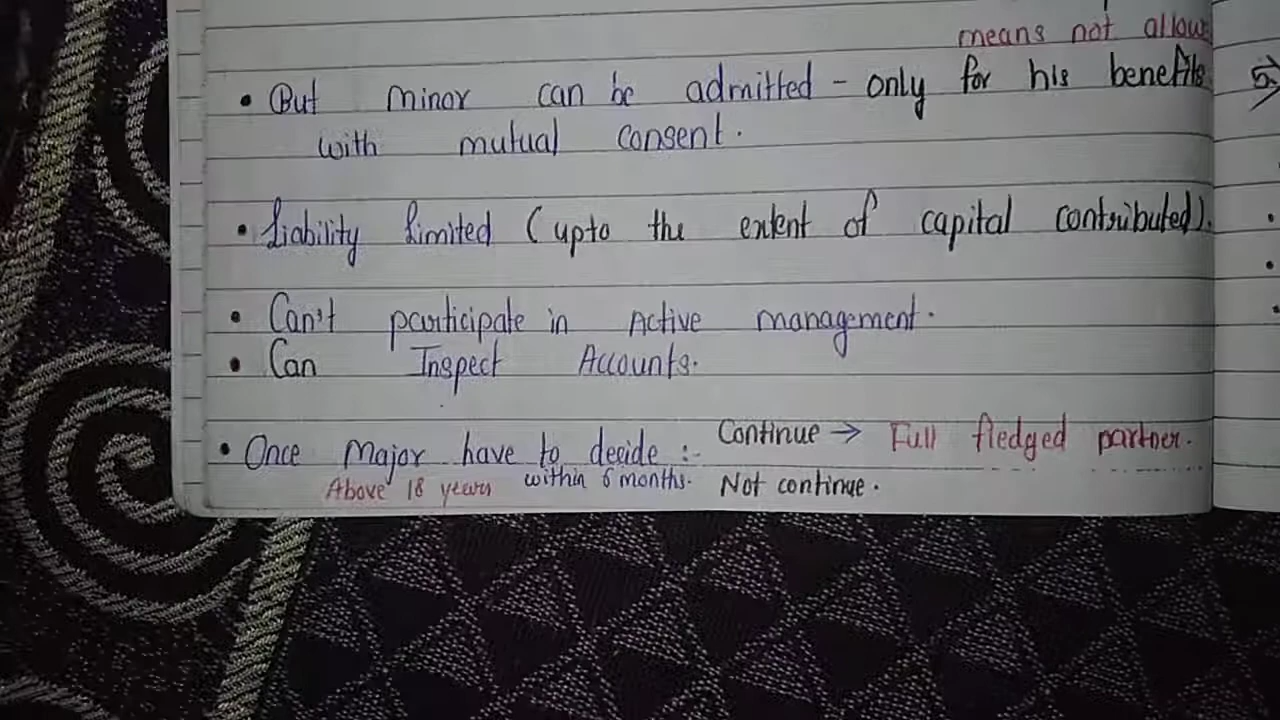 means not allow
• But minor can be admitted - only for his benefits
with mutual consent.
• Liability limited (upto the extent of capital contributed).
• Can't participate in Active management.
• Can Inspect Accounts.
• Once Major have to decide :- Continue → Full fledged partner.
Above 18 years within 6 months. Not continue.
5)